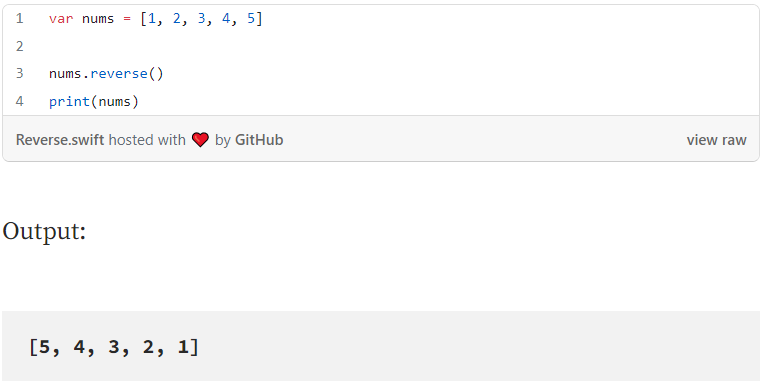 1 var nums = [1, 2, 3, 4, 5]
2
3 nums.reverse()
4 print(nums)
Reverse.swift hosted with ❤ by GitHub view raw
Output:
[5, 4, 3, 2, 1]